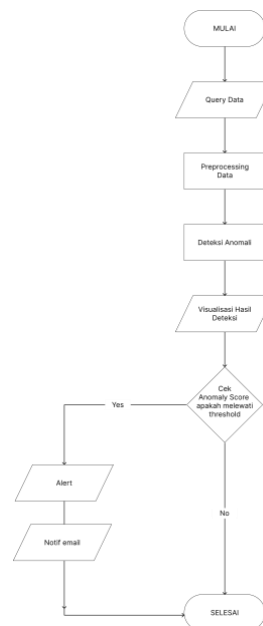 MULAI
Query Data
Preprocessing
Data
Deteksi Anomali
Visualisasi Hasil
Deteksi
Cek
Anomaly Score
apakah melewati
threshold
Yes
Alert
No
Notif email
SELESAI